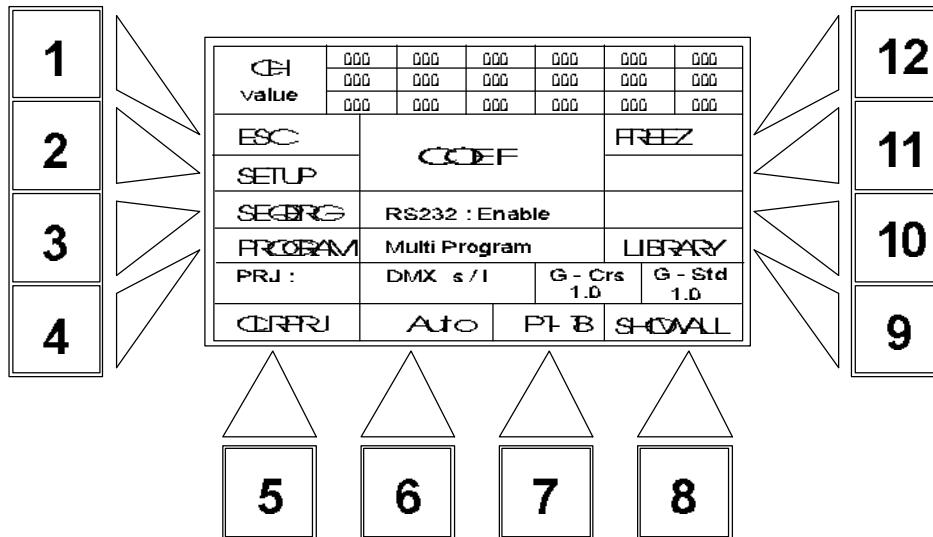 1
12
CH
value
000 000 000 000 000 000
000 000 000 000 000 000
000 000 000 000 000 000
2
11
ESC
COEF
FREEZ
SETUP
3
10
RS232 : Enable
PROGRAM
Multi Program
LIBRARY
4
9
PRJ :
DMX s / I
G - Crs
1.0
G - Std
1.0
CLRPRJ
Auto
SHOWALL
5
6
7
8